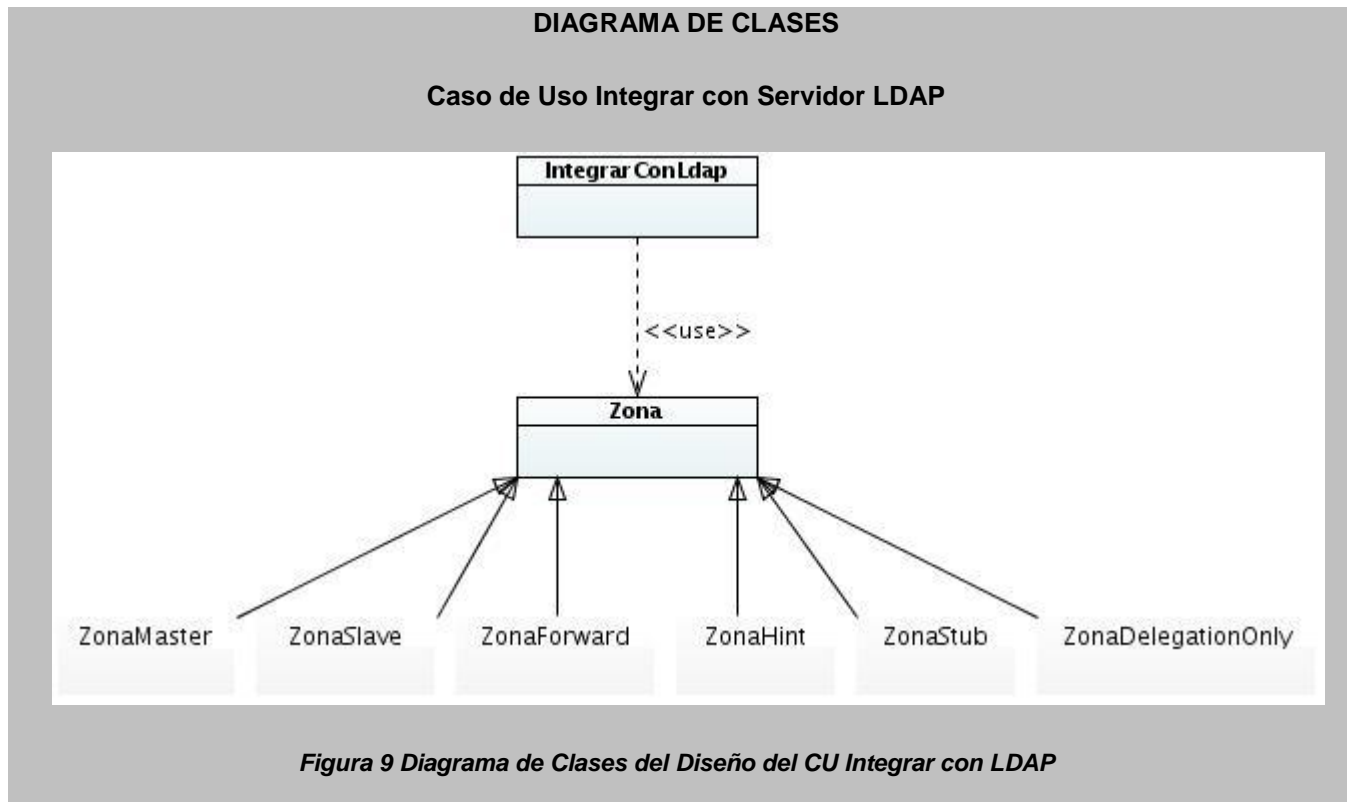 DIAGRAMA DE CLASES
Caso de Uso Integrar con Servidor LDAP
IntegrarConLdap
<<use>>
Zona
ZonaMaster
ZonaSlave
ZonaForward
ZonaHint
ZonaStub
ZonaDelegationOnly
Figura 9 Diagrama de Clases del Diseño del CU Integrar con LDAP